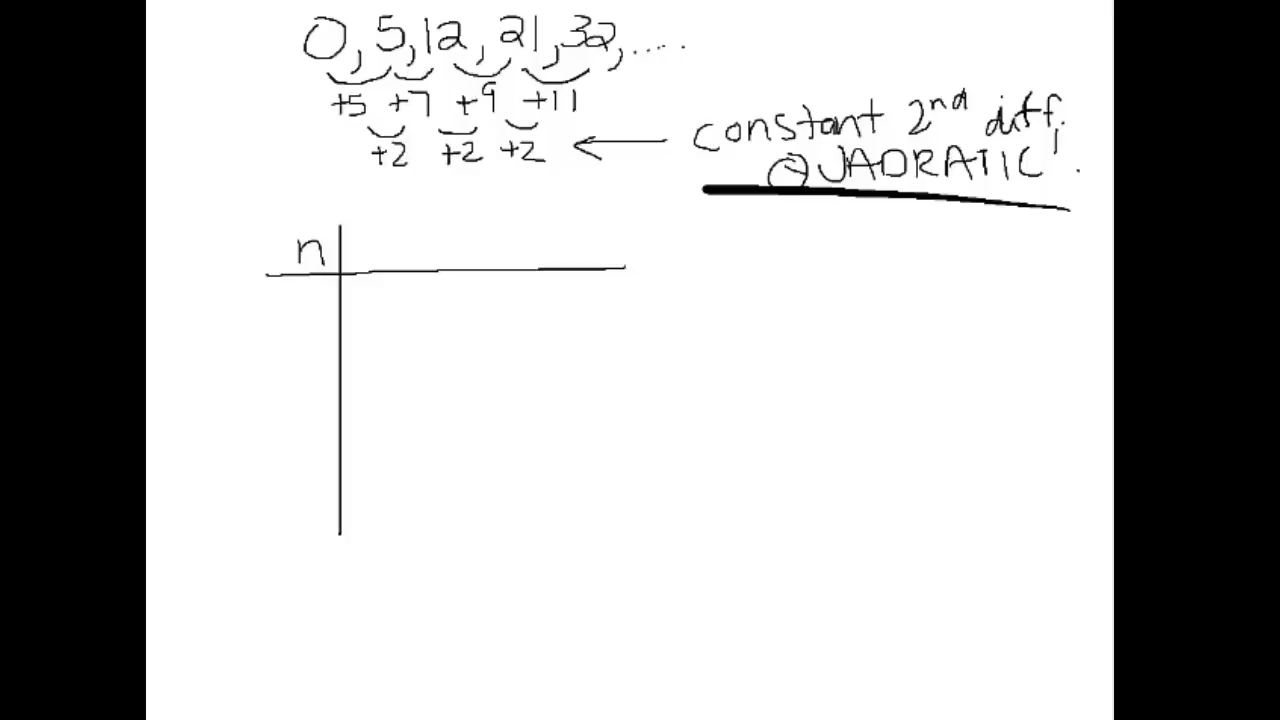 0, 5, 12, 21, 32, .....
+5 +7 +9 +11
constant 2nd diff,
+2 +2 +2 ← QUADRATIC!.
n